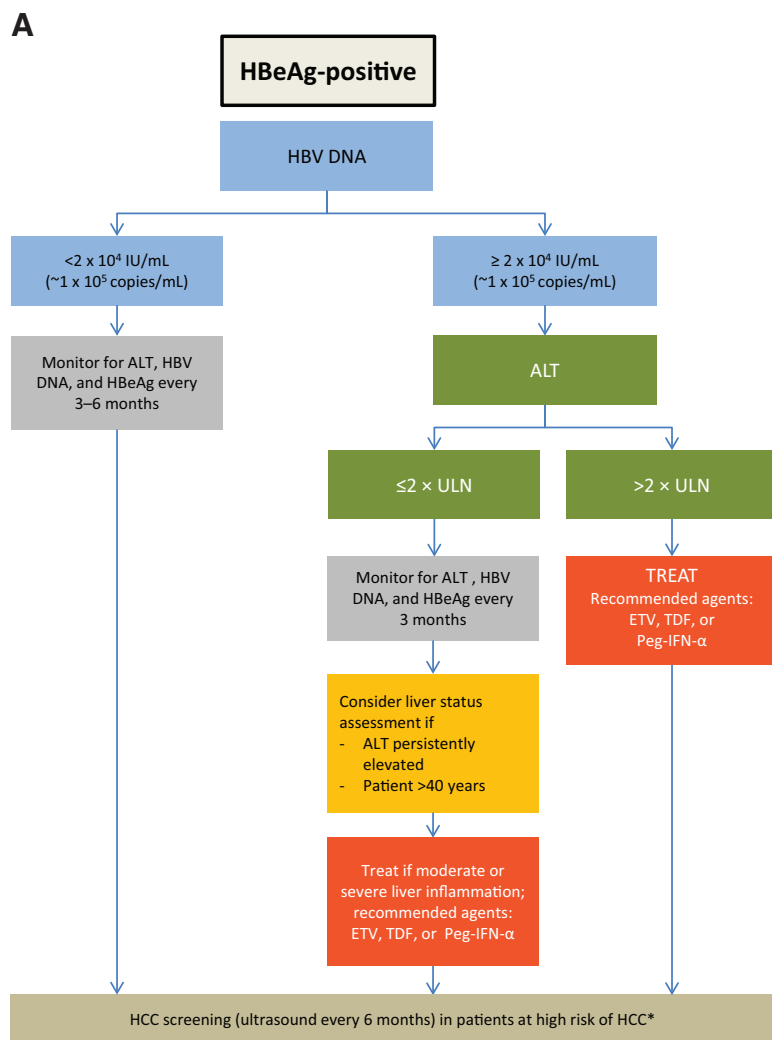 A
HBeAg-positive
HBV DNA
<2 x 10⁴ IU/mL
(~1 x 10⁵ copies/mL)
≥ 2 x 10⁴ IU/mL
(~1 x 10⁵ copies/mL)
Monitor for ALT, HBV
DNA, and HBeAg every
3–6 months
ALT
≤2 × ULN
>2 × ULN
Monitor for ALT , HBV
DNA, and HBeAg every
3 months
TREAT
Recommended agents:
ETV, TDF, or
Peg-IFN-α
Consider liver status
assessment if
- ALT persistently
elevated
- Patient >40 years
Treat if moderate or
severe liver inflammation;
recommended agents:
ETV, TDF, or Peg-IFN-α
HCC screening (ultrasound every 6 months) in patients at high risk of HCC*